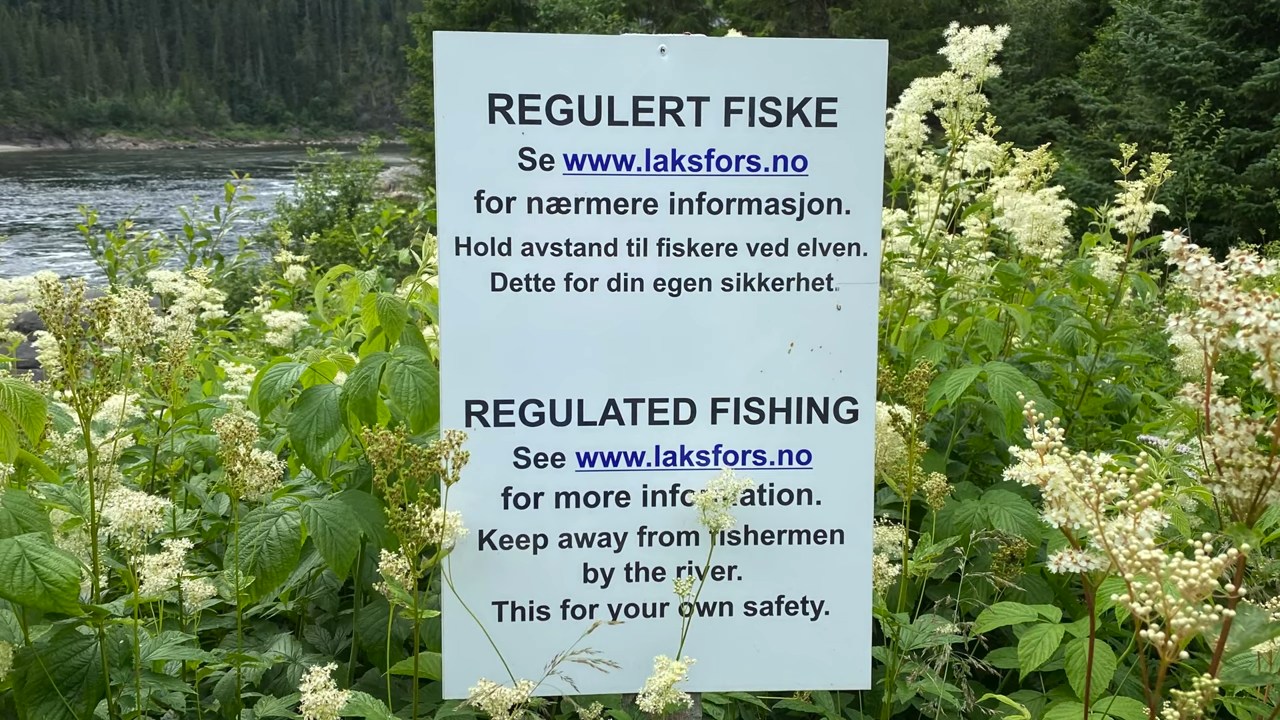 REGULERT FISKE
Se www.laksfors.no
for nærmere informasjon.
Hold avstand til fiskere ved elven.
Dette for din egen sikkerhet.
REGULATED FISHING
See www.laksfors.no
for more information.
Keep away from fishermen
by the river.
This for your own safety.